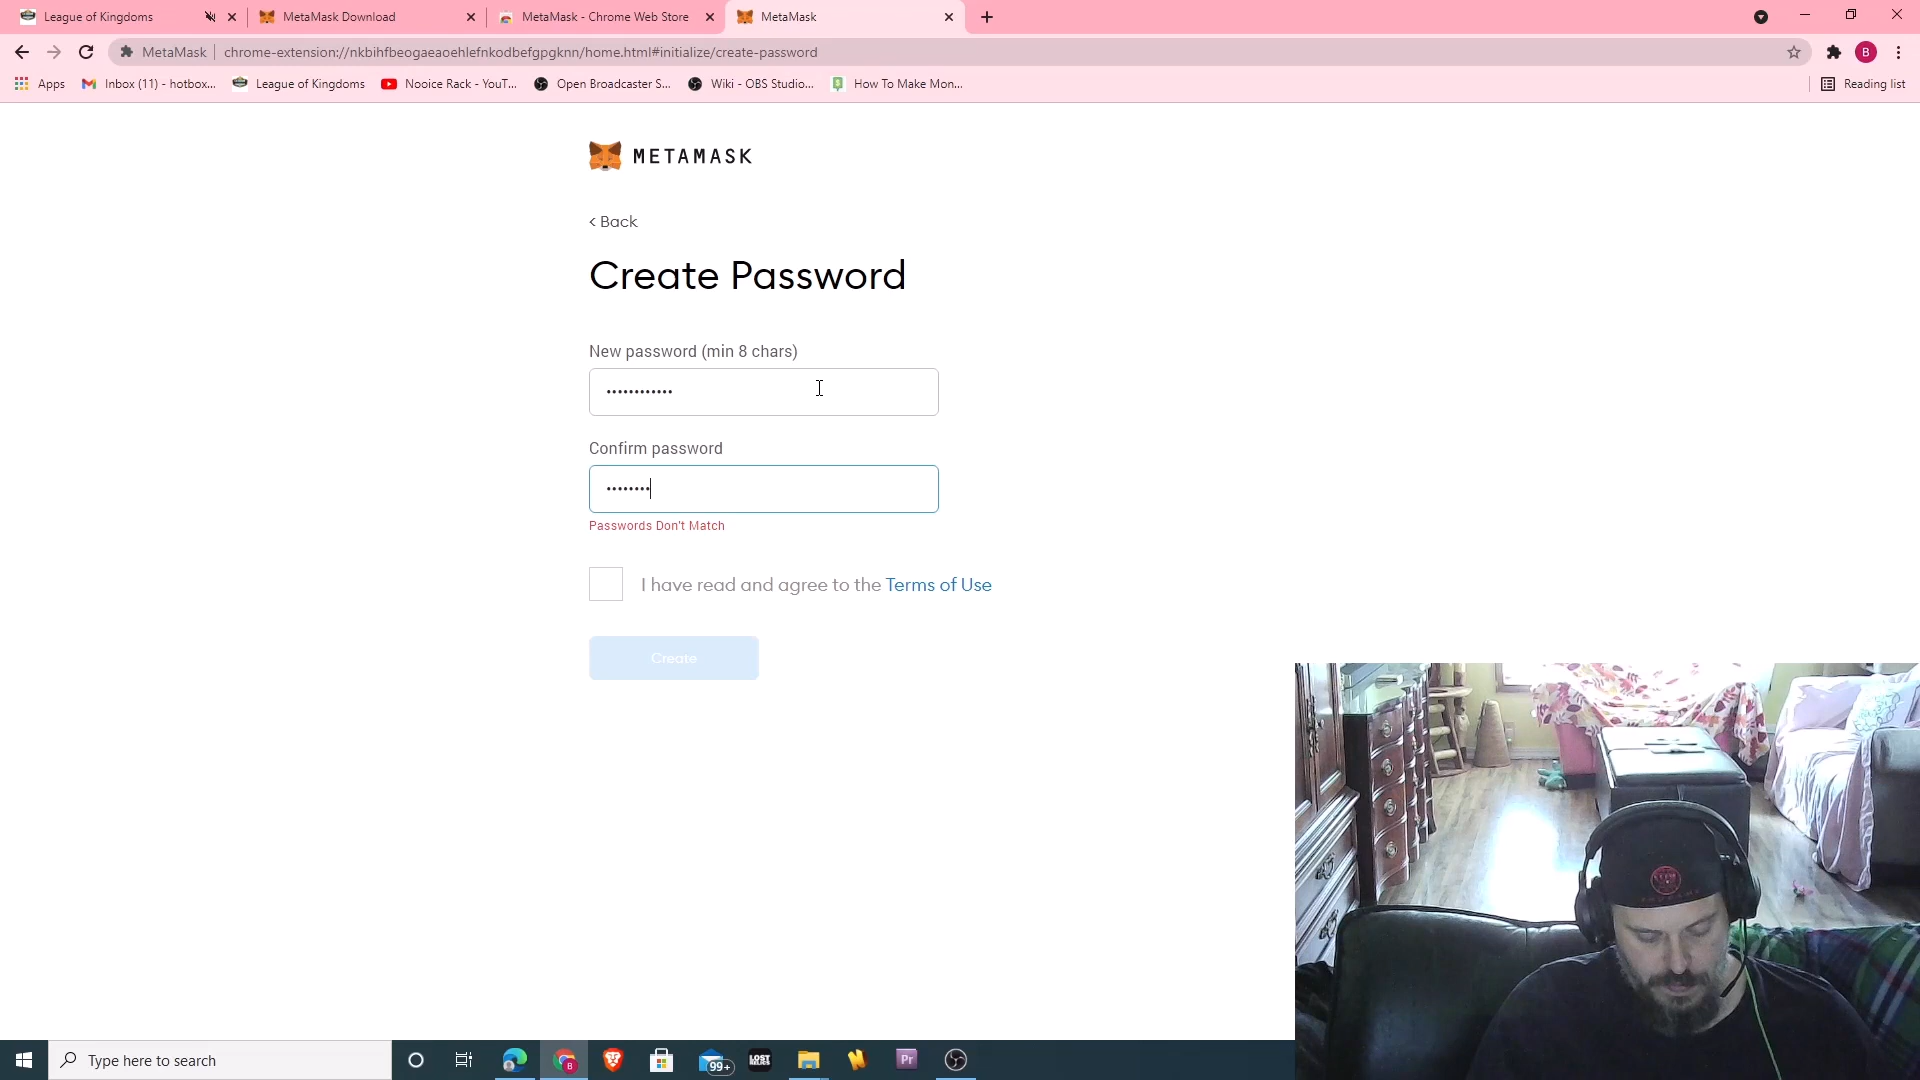 League of Kingdoms
MetaMask Download
MetaMask - Chrome Web Store
MetaMask
MetaMask
chrome-extension://nkbihfbeogaeaoehlefnkodbefgpgknn/home.html#initialize/create-password
B
Apps
Inbox (11) - hotbox...
League of Kingdoms
Nooice Rack - YouT...
Open Broadcaster S...
Wiki - OBS Studio...
How To Make Mon...
Reading list
METAMASK
< Back
Create Password
New password (min 8 chars)
••••••••••••
Confirm password
••••••••
Passwords Don't Match
I have read and agree to the Terms of Use
Create
Type here to search
B
99+
LOST
Pr